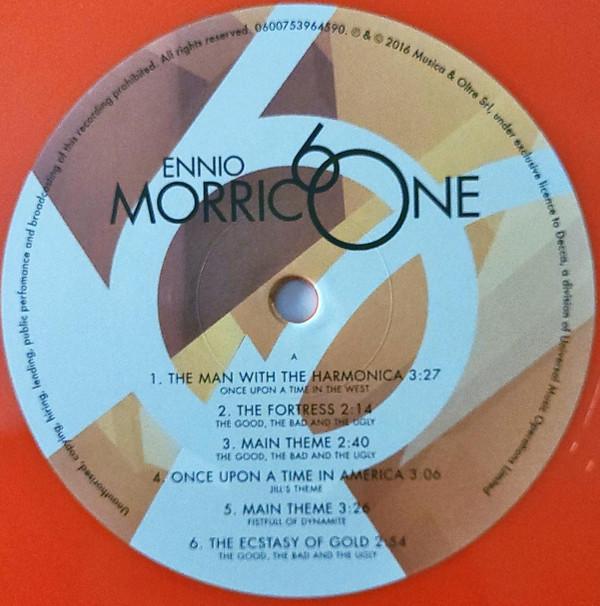 Unauthorised, copying, hiring, lending, public perfomance and broadcasting of this recording prohibited. All rights reserved. 0600753964590. ℗ & © 2016 Musica & Oltre Srl, under exclusive licence to Decca, a division of Universal Music Operations Limited
ENNIO
MORRIC6ONE
A
1. THE MAN WITH THE HARMONICA 3:27
ONCE UPON A TIME IN THE WEST
2. THE FORTRESS 2:14
THE GOOD, THE BAD AND THE UGLY
3. MAIN THEME 2:40
THE GOOD, THE BAD AND THE UGLY
4. ONCE UPON A TIME IN AMERICA 3:06
JILL'S THEME
5. MAIN THEME 3:26
FISTFULL OF DYNAMITE
6. THE ECSTASY OF GOLD 2:54
THE GOOD, THE BAD AND THE UGLY